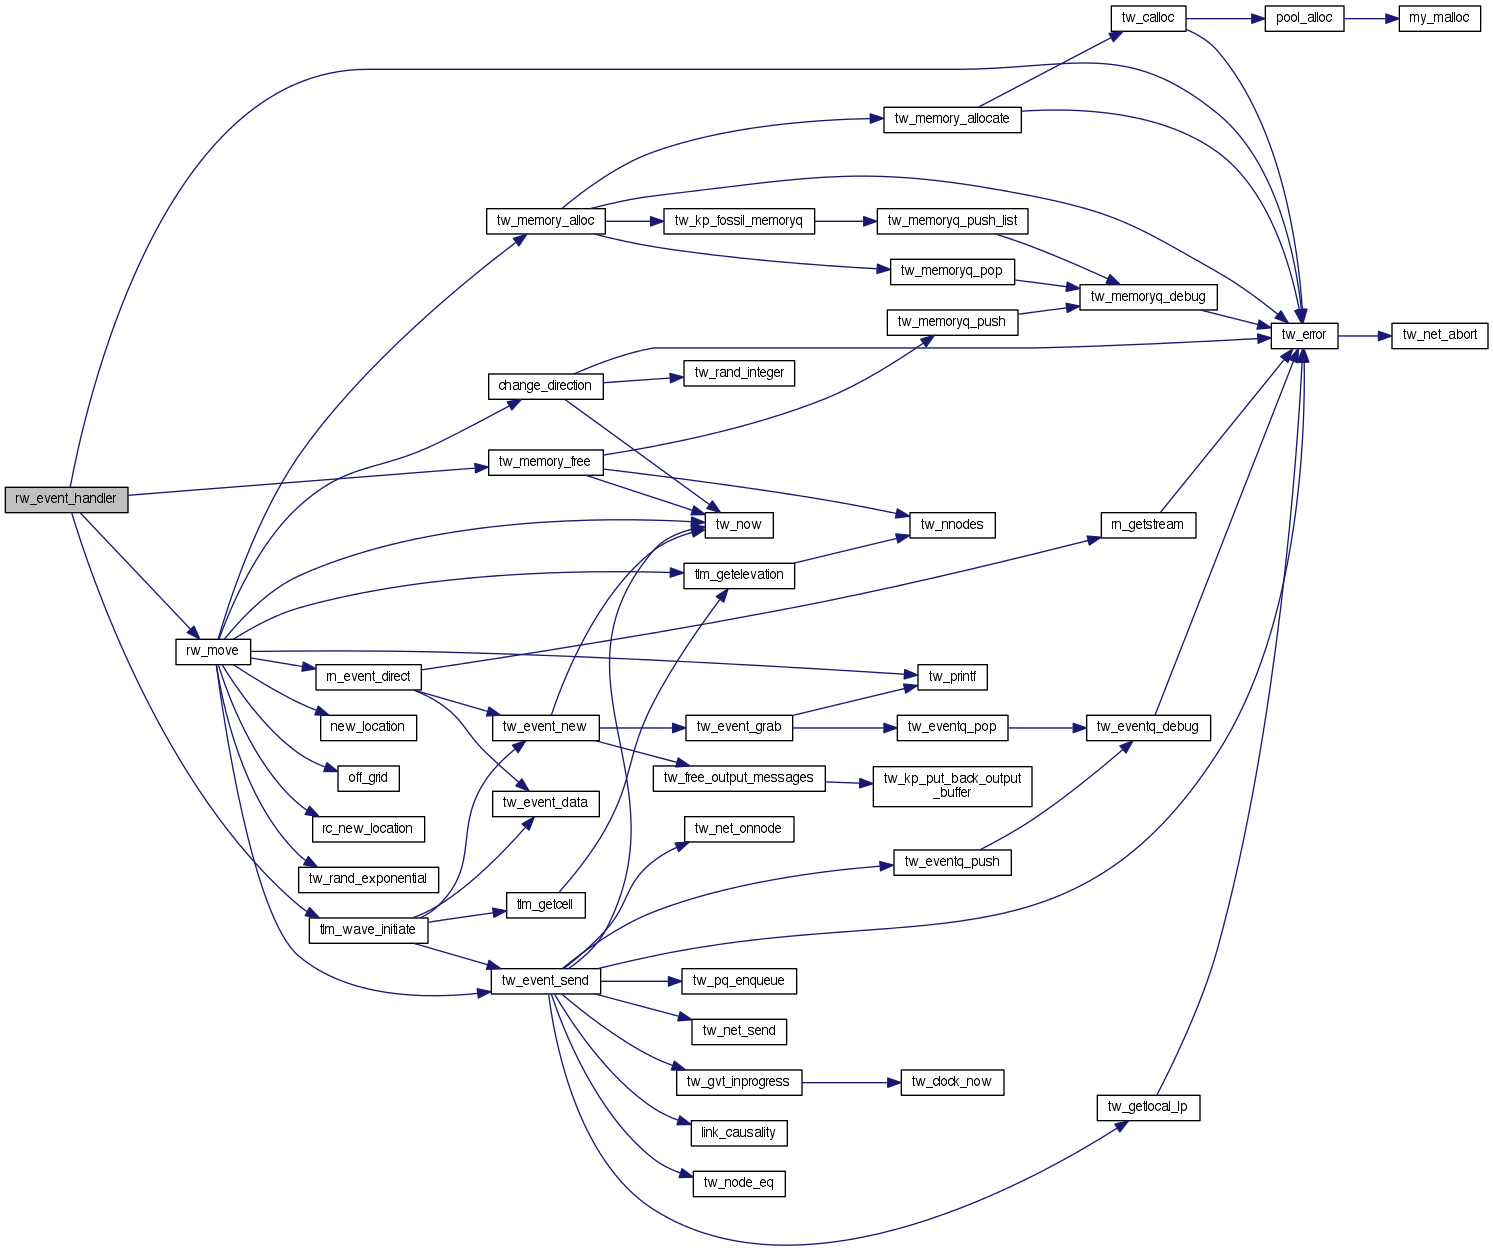 tw_calloc
pool_alloc
my_malloc
tw_memory_allocate
tw_memory_alloc
tw_kp_fossil_memoryq
tw_memoryq_push_list
tw_memoryq_pop
tw_memoryq_debug
tw_memoryq_push
tw_error
tw_net_abort
change_direction
tw_rand_integer
tw_memory_free
rw_event_handler
tw_now
tw_nnodes
rn_getstream
tlm_getelevation
rw_move
rn_event_direct
tw_printf
new_location
tw_event_new
tw_event_grab
tw_eventq_pop
tw_eventq_debug
off_grid
tw_free_output_messages
tw_kp_put_back_output
_buffer
tw_event_data
rc_new_location
tw_net_onnode
tw_eventq_push
tw_rand_exponential
tlm_getcell
tlm_wave_initiate
tw_event_send
tw_pq_enqueue
tw_net_send
tw_gvt_inprogress
tw_clock_now
tw_getlocal_lp
link_causality
tw_node_eq